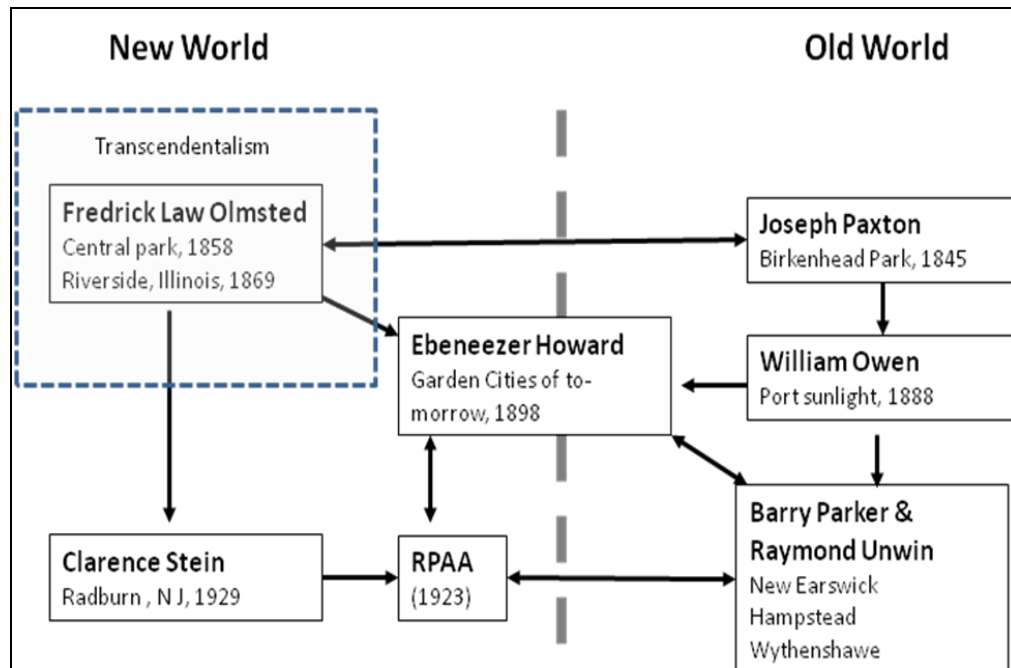 New World
Old World
Transcendentalism
Fredrick Law Olmsted
Central park, 1858
Riverside, Illinois, 1869
Joseph Paxton
Birkenhead Park, 1845
Ebeneezer Howard
Garden Cities of to-
morrow, 1898
William Owen
Port sunlight, 1888
Clarence Stein
Radburn , N J, 1929
RPAA
(1923)
Barry Parker &
Raymond Unwin
New Earswick
Hampstead
Wythenshawe